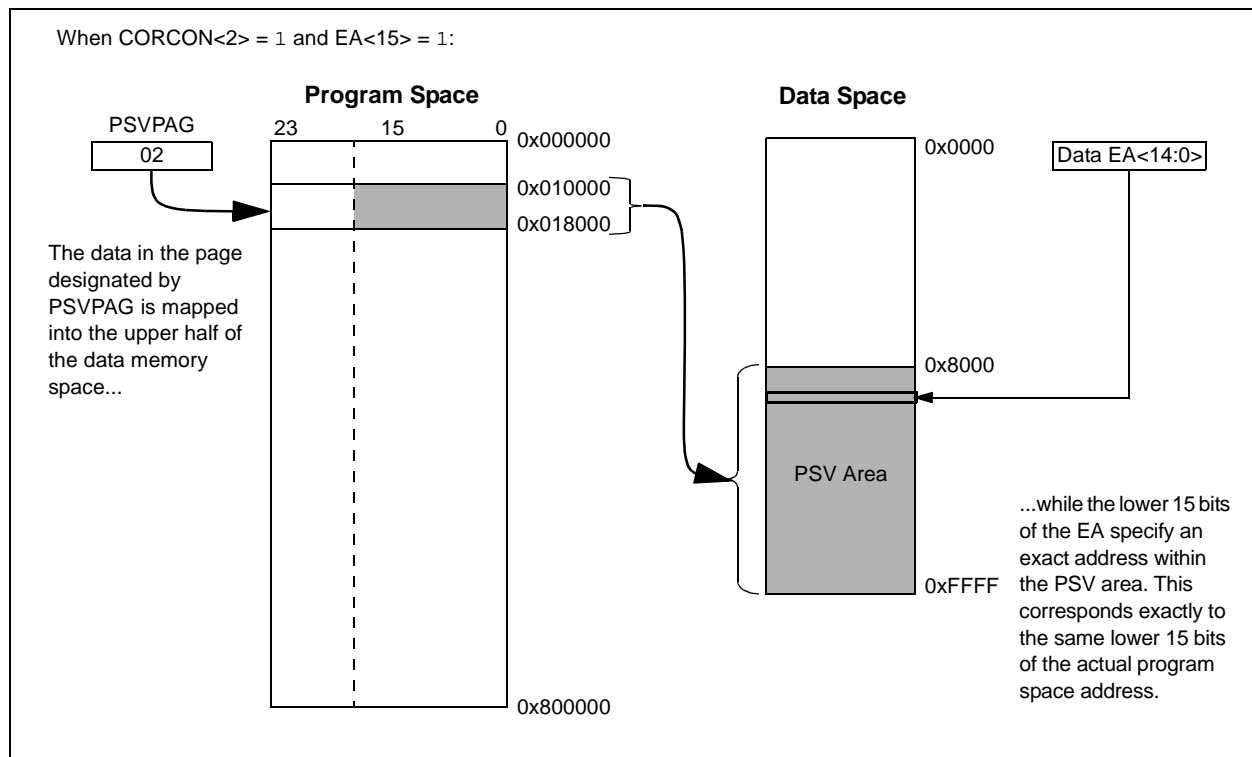 When CORCON<2> = 1 and EA<15> = 1:
Program Space
Data Space
PSVPAG
23 15 0
0x000000
0x0000
02
Data EA<14:0>
0x010000
0x018000
The data in the page
designated by
PSVPAG is mapped
into the upper half of
the data memory
space...
0x8000
PSV Area
...while the lower 15 bits
of the EA specify an
exact address within
the PSV area. This
corresponds exactly to
the same lower 15 bits
of the actual program
space address.
0xFFFF
0x800000